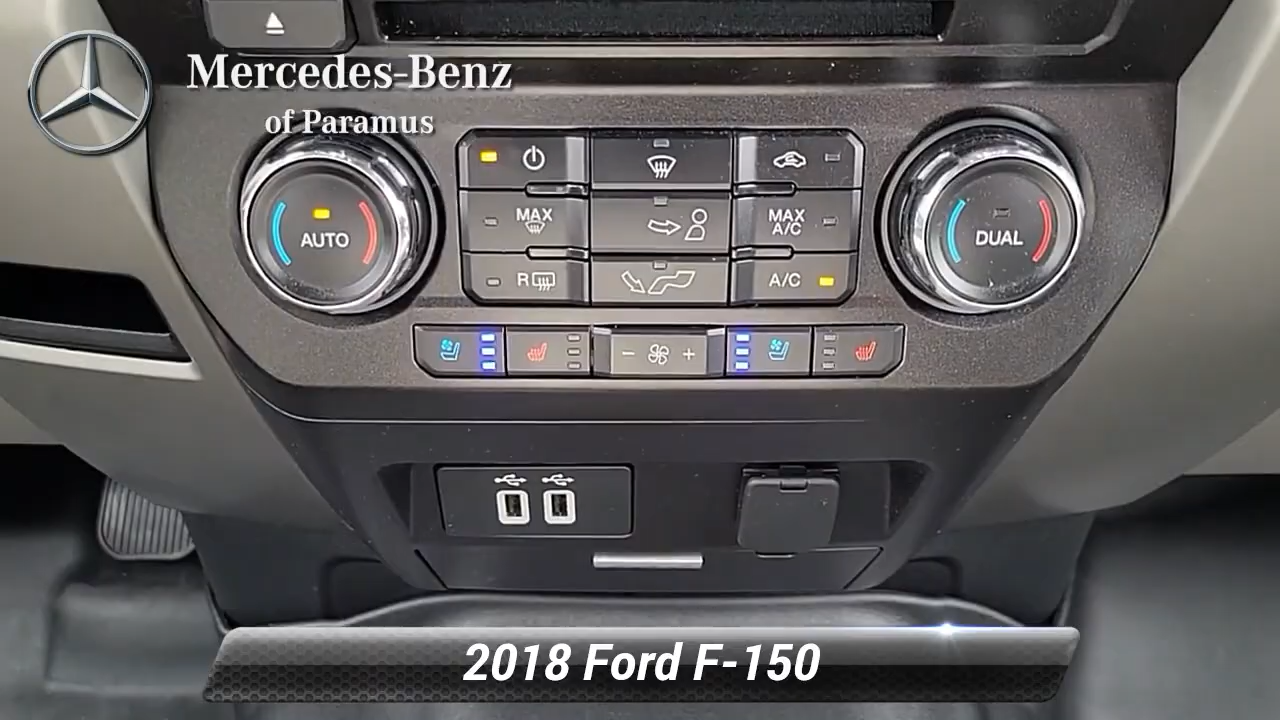 Mercedes-Benz
of Paramus
MAX
AUTO
MAX
A/C
DUAL
R
A/C
- +
2018 Ford F-150